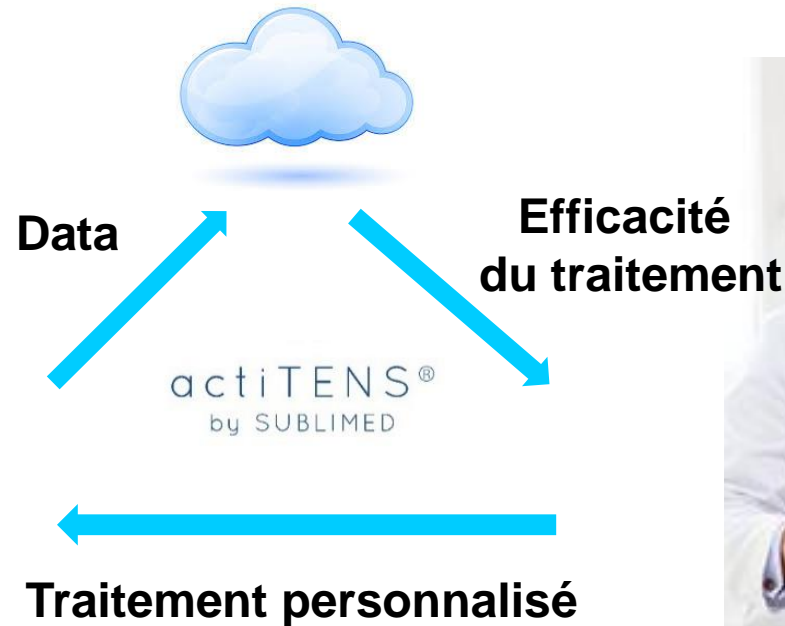 Data
Efficacité
du traitement
actiTENS®
by SUBLIMED
Traitement personnalisé